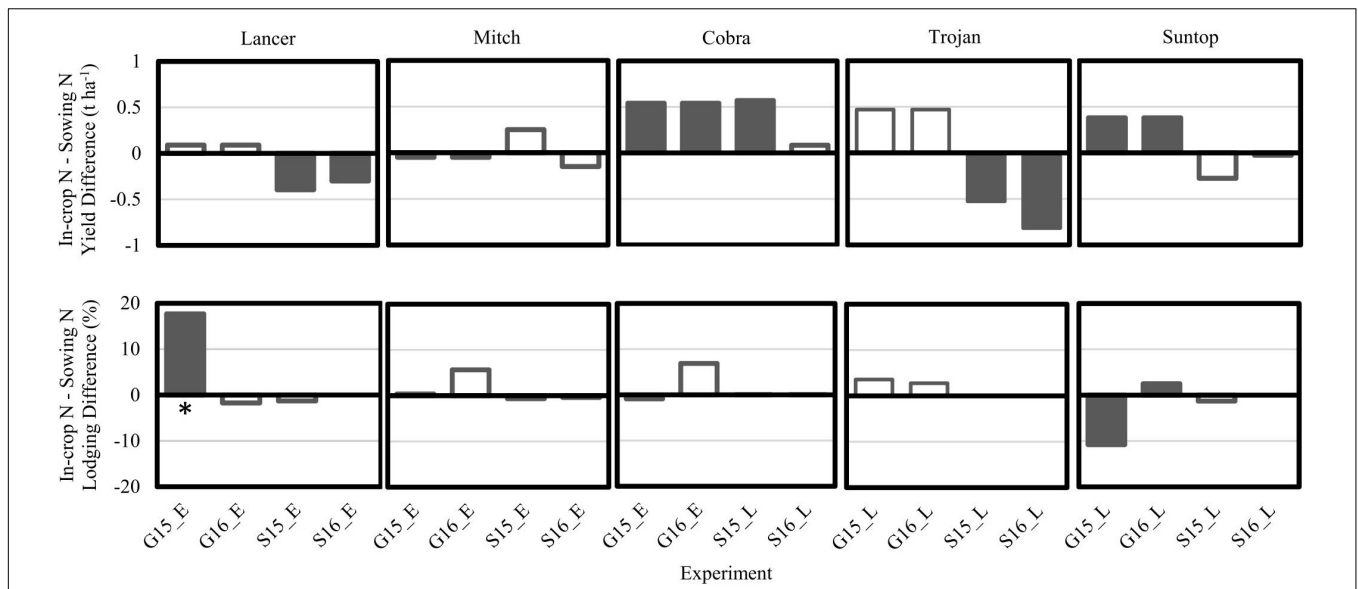 Lancer Mitch Cobra Trojan Suntop
In-crop N - Sowing N
Yield Difference (t ha⁻¹)
1
0.5
0
-0.5
-1
In-crop N - Sowing N
Lodging Difference (%)
20
10
0
-10
-20
*
G15_E G16_E S15_E S16_E G15_E G16_E S15_E S16_E G15_E G16_E S15_L S16_L G15_L G16_L S15_L S16_L G15_L G16_L S15_L S16_L
Experiment